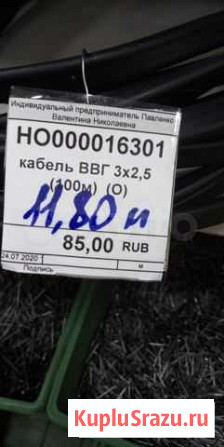 Индивидуальный предприниматель Павленко
Валентина Николаевна
НО000016301
кабель ВВГ 3х2,5
(100м) (О)
11,80 м
85,00 RUB
24.07.2020
Подпись
м
KupluSrazu.ru